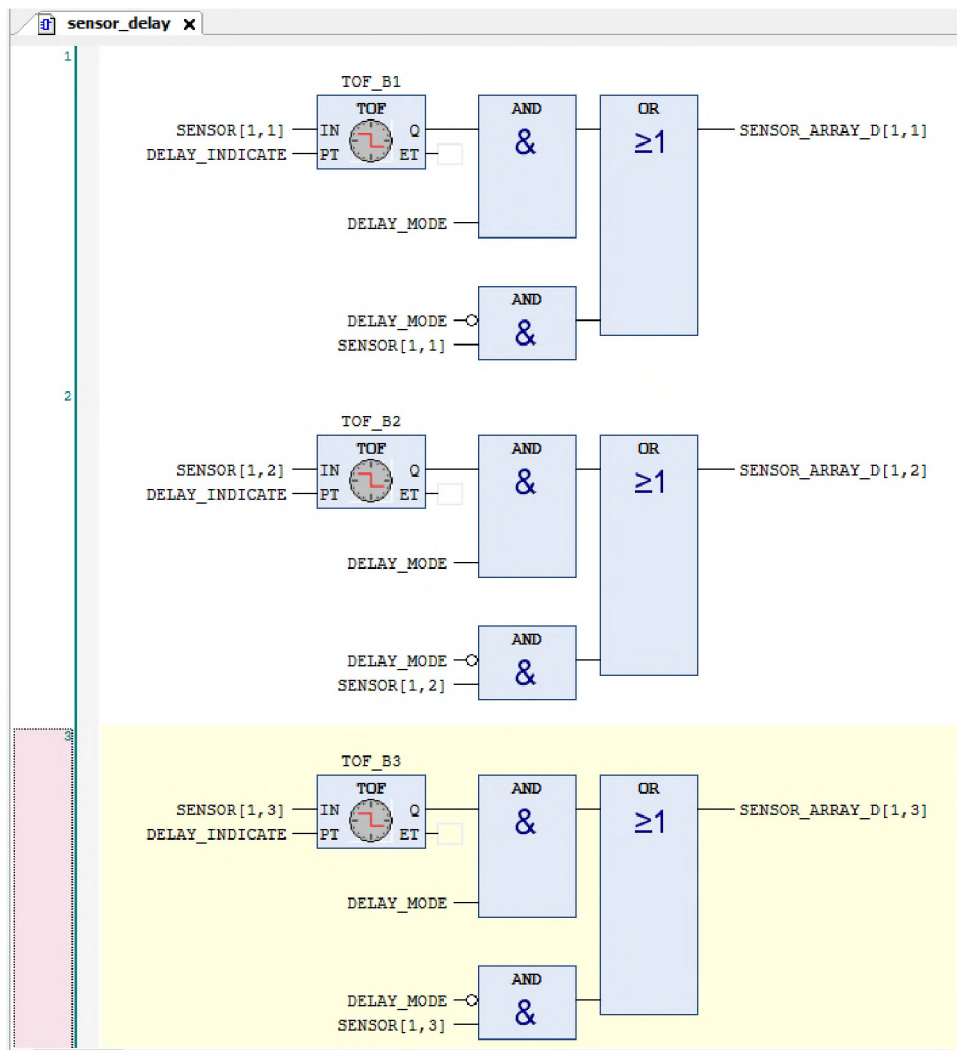 sensor_delay
1
TOF_B1
TOF AND OR
SENSOR[1,1] IN Q & ≥1 SENSOR_ARRAY_D[1,1]
DELAY_INDICATE PT ET
DELAY_MODE
AND
DELAY_MODE &
SENSOR[1,1]
2
TOF_B2
TOF AND OR
SENSOR[1,2] IN Q & ≥1 SENSOR_ARRAY_D[1,2]
DELAY_INDICATE PT ET
DELAY_MODE
AND
DELAY_MODE &
SENSOR[1,2]
3
TOF_B3
TOF AND OR
SENSOR[1,3] IN Q & ≥1 SENSOR_ARRAY_D[1,3]
DELAY_INDICATE PT ET
DELAY_MODE
AND
DELAY_MODE &
SENSOR[1,3]